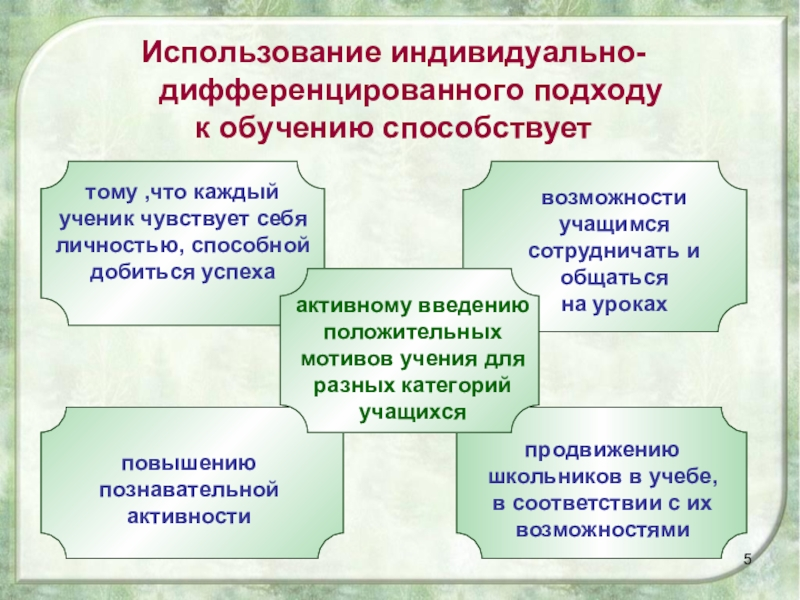 Использование индивидуально-
дифференцированного подходу
к обучению способствует
тому ,что каждый
ученик чувствует себя
личностью, способной
добиться успеха
возможности
учащимся
сотрудничать и
общаться
на уроках
активному введению
положительных
мотивов учения для
разных категорий
учащихся
повышению
познавательной
активности
продвижению
школьников в учебе,
в соответствии с их
возможностями
5